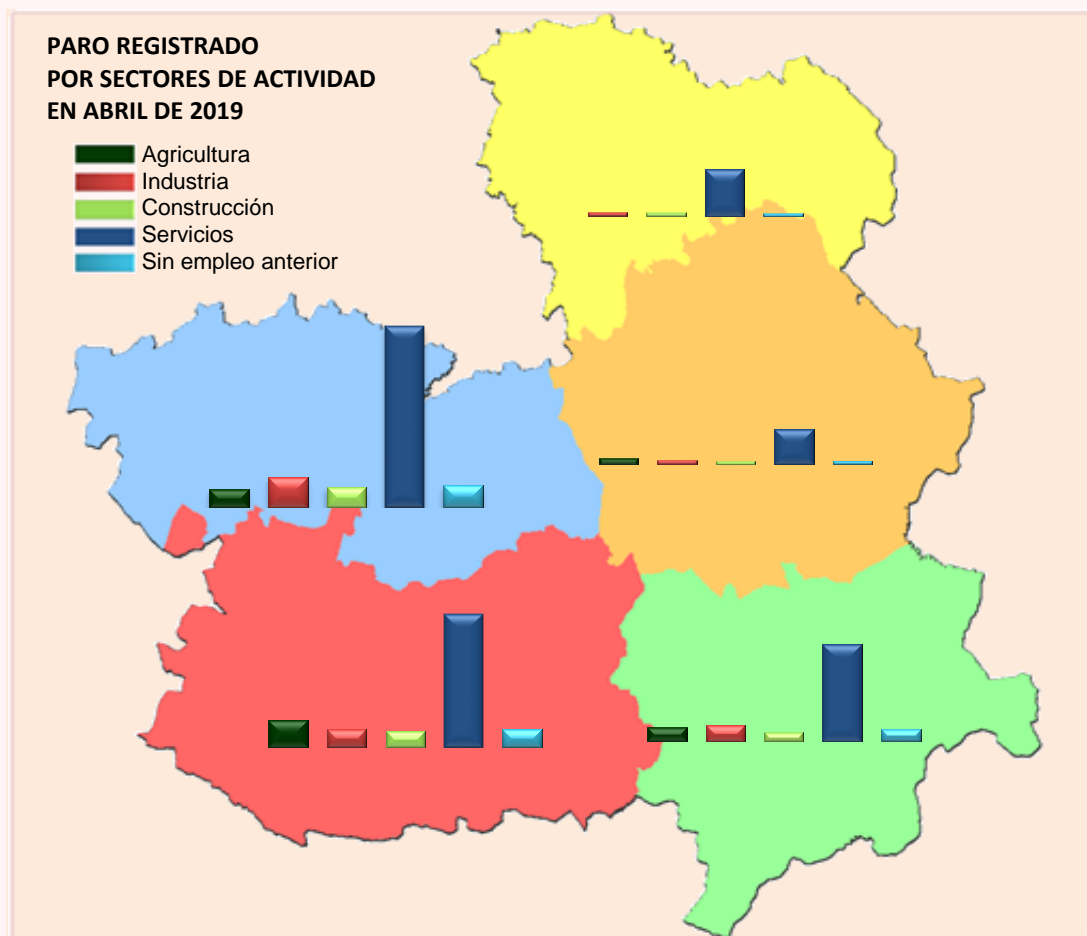 PARO REGISTRADO
POR SECTORES DE ACTIVIDAD
EN ABRIL DE 2019
Agricultura
Industria
Construcción
Servicios
Sin empleo anterior